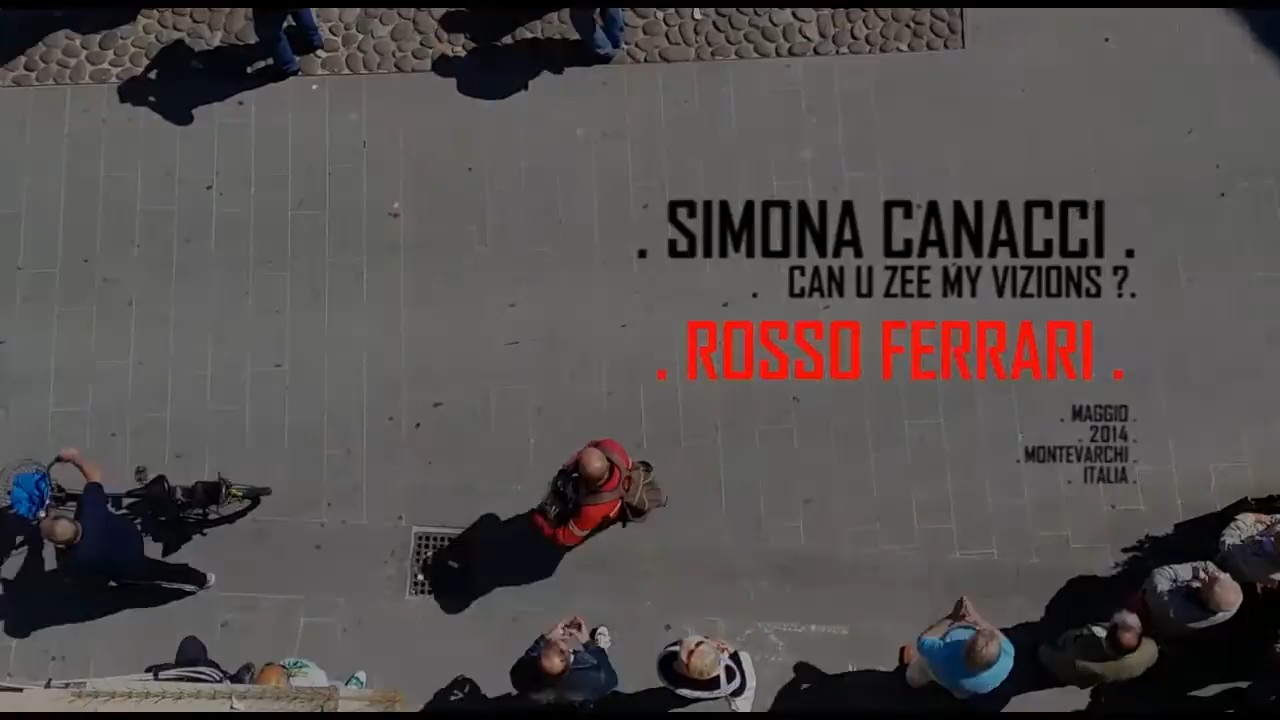 . SIMONA CANACCI .
. CAN U ZEE MY VIZIONS ?.
. ROSSO FERRARI .
. MAGGIO .
. 2014 .
. MONTEVARCHI .
. ITALIA .